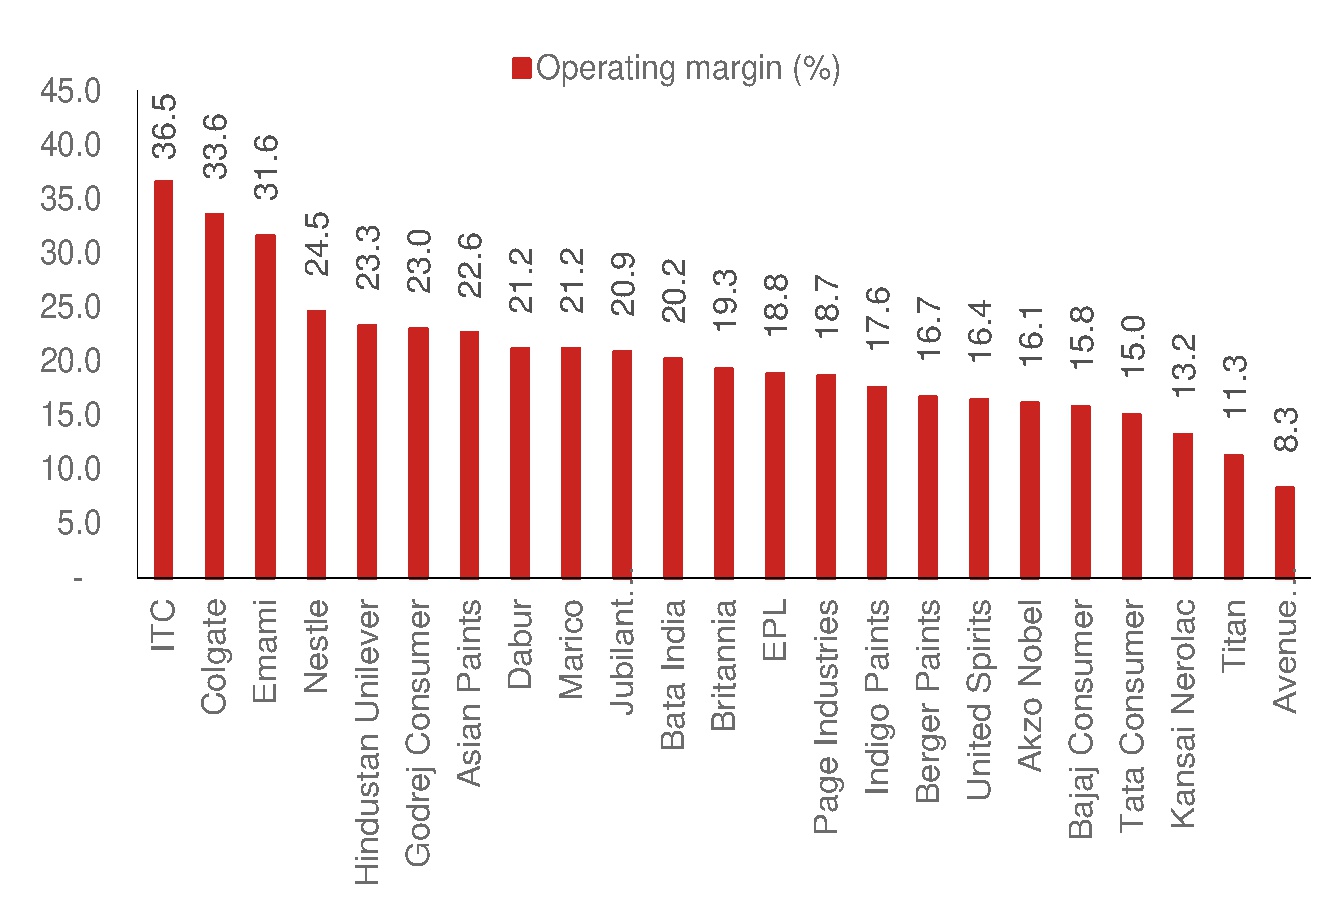 Operating margin (%)
45.0
40.0
35.0
30.0
25.0
20.0
15.0
10.0
5.0
-
36.5
33.6
31.6
24.5
23.3
23.0
22.6
21.2
21.2
20.9
20.2
19.3
18.8
18.7
17.6
16.7
16.4
16.1
15.8
15.0
13.2
11.3
8.3
ITC
Colgate
Emami
Nestle
Hindustan Unilever
Godrej Consumer
Asian Paints
Dabur
Marico
Jubilant...
Bata India
Britannia
EPL
Page Industries
Indigo Paints
Berger Paints
United Spirits
Akzo Nobel
Bajaj Consumer
Tata Consumer
Kansai Nerolac
Titan
Avenue...